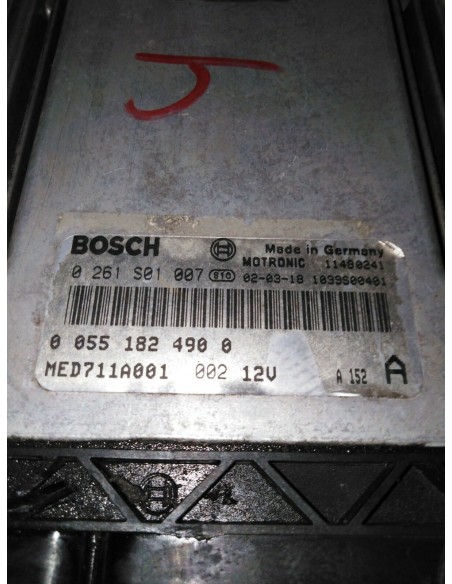 BOSCH Made in Germany
MOTRONIC 11480241
0 261 S01 007 S10 02-03-18 1039S00401
0 055 182 490 0
MED711A001 002 12V A 152 A